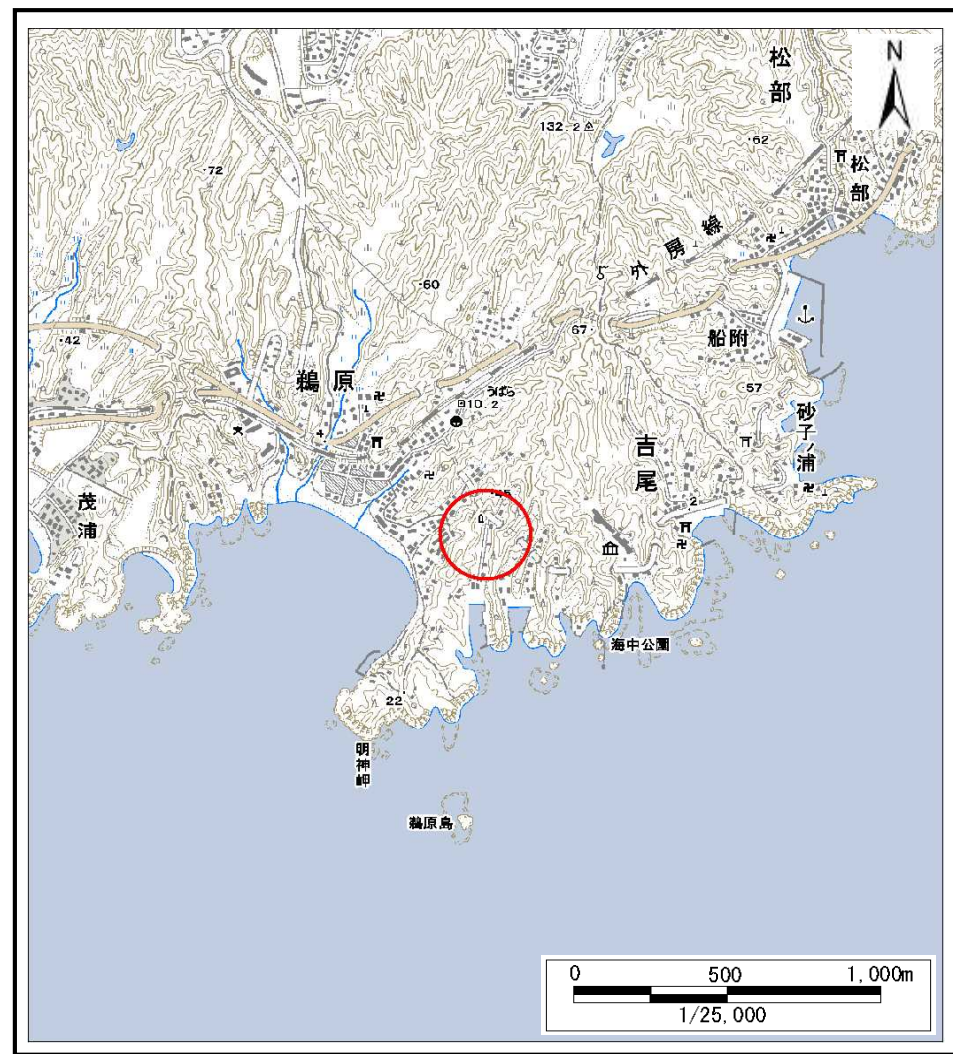 松部
N
132.2
62
松部
72
外房線
60
67
船附
42
鵜原
うばら
57
10.2
砂子ノ浦
吉尾
2
茂浦
45
海中公園
22
明神岬
鵜原島
0 500 1,000m
1/25,000